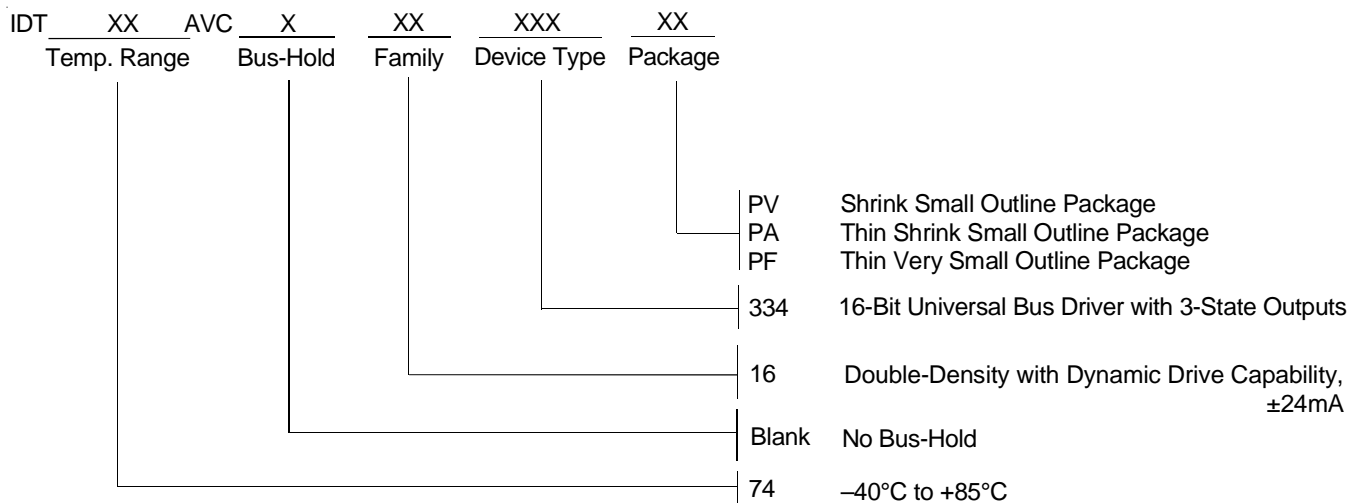 IDT XX AVC X XX XXX XX
Temp. Range Bus-Hold Family Device Type Package
PV Shrink Small Outline Package
PA Thin Shrink Small Outline Package
PF Thin Very Small Outline Package
334 16-Bit Universal Bus Driver with 3-State Outputs
16 Double-Density with Dynamic Drive Capability,
±24mA
Blank No Bus-Hold
74 –40°C to +85°C